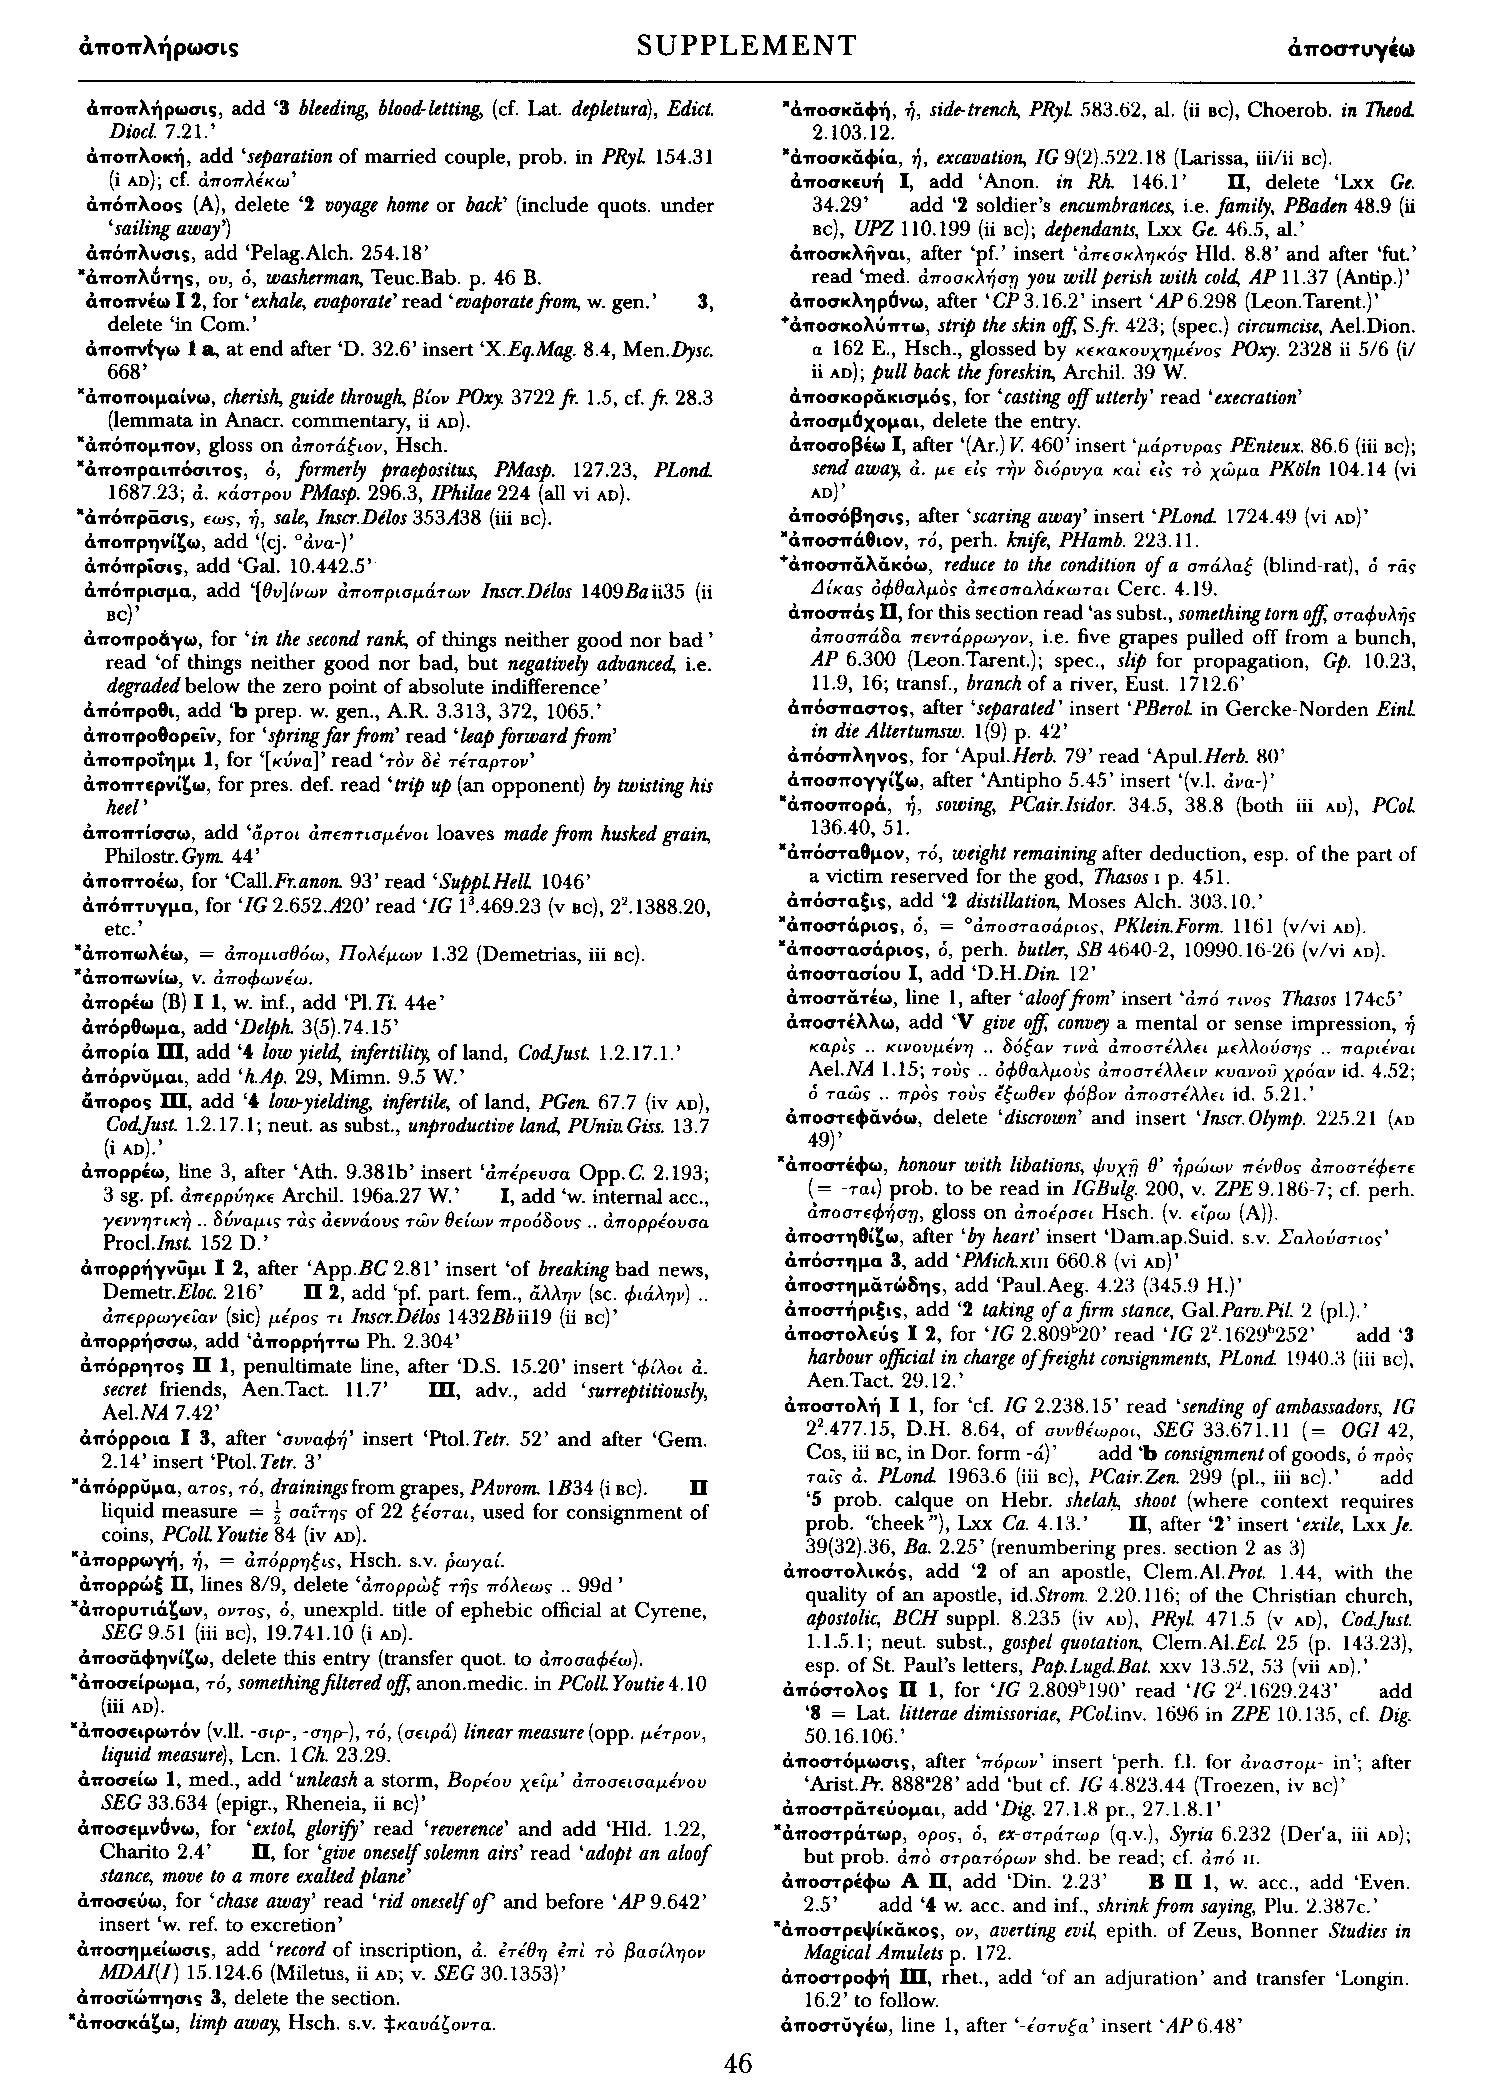 ἀποπλήρωσις
SUPPLEMENT
ἀποστυγέω
ἀποπλήρωσις, add ‘3 bleeding, blood-letting, (cf. Lat. depletura), Edict.
Diocl. 7.21.’
ἀποπλοκή, add ‘separation of married couple, prob. in PRyl. 154.31
(i AD); cf. ἀποπλέκω’
ἀπόπλοος (A), delete ‘2 voyage home or back’ (include quots. under
‘sailing away’)
ἀπόπλυσις, add ‘Pelag.Alch. 254.18’
*ἀποπλύ̆της, ου, ὁ, washerman, Teuc.Bab. p. 46 B.
ἀποπνέω I 2, for ‘exhale, evaporate’ read ‘evaporate from, w. gen.’ 3,
delete ‘in Com.’
ἀποπνί̄γω 1 a, at end after ‘D. 32.6’ insert ‘X.Eq.Mag. 8.4, Men.Dysc.
668’
*ἀποποιμαίνω, cherish, guide through, βίον POxy. 3722 fr. 1.5, cf. fr. 28.3
(lemmata in Anacr. commentary, ii AD).
*ἀπόπομπον, gloss on ἀποτάξιον, Hsch.
*ἀποπραιπόσιτος, ὁ, formerly praepositus, PMasp. 127.23, PLond.
1687.23; ἀ. κάστρου PMasp. 296.3, IPhilae 224 (all vi AD).
*ἀπόπρᾱσις, εως, ἡ, sale, Inscr.Délos 353A38 (iii BC).
ἀποπρηνίζω, add ‘(cj. °ἀνα-)’
ἀπόπρῑσις, add ‘Gal. 10.442.5’
ἀπόπρισμα, add ‘[θυ]ίνων ἀποπρισμάτων Inscr.Délos 1409Baii35 (ii
BC)’
ἀποπροάγω, for ‘in the second rank, of things neither good nor bad’
read ‘of things neither good nor bad, but negatively advanced, i.e.
degraded below the zero point of absolute indifference’
ἀπόπροθι, add ‘b prep. w. gen., A.R. 3.313, 372, 1065.’
ἀποπροθορεῖν, for ‘spring far from’ read ‘leap forward from’
ἀποπροΐημι 1, for ‘[κύνα]’ read ‘τὸν δὲ τέταρτον’
ἀποπτερνίζω, for pres. def. read ‘trip up (an opponent) by twisting his
heel’
ἀποπτίσσω, add ‘ἄρτοι ἀπεπτισμένοι loaves made from husked grain,
Philostr.Gym. 44’
ἀποπτοέω, for ‘Call.Fr.anon. 93’ read ‘Suppl.Hell. 1046’
ἀπόπτυγμα, for ‘IG 2.652.A20’ read ‘IG 1³.469.23 (v BC), 2².1388.20,
etc.’
*ἀποπωλέω, = ἀπομισθόω, Πολέμων 1.32 (Demetrias, iii BC).
*ἀποπωνίω, v. ἀποφωνέω.
ἀπορέω (B) I 1, w. inf., add ‘Pl.Ti. 44e’
ἀπόρθωμα, add ‘Delph. 3(5).74.15’
ἀπορία III, add ‘4 low yield, infertility, of land, CodJust. 1.2.17.1.’
ἀπόρνῡμαι, add ‘h.Ap. 29, Mimn. 9.5 W.’
ἄπορος III, add ‘4 low-yielding, infertile, of land, PGen. 67.7 (iv AD),
CodJust. 1.2.17.1; neut. as subst., unproductive land, PUniv.Giss. 13.7
(i AD).’
ἀπορρέω, line 3, after ‘Ath. 9.381b’ insert ‘ἀπέρευσα Opp.C. 2.193;
3 sg. pf. ἀπερρύηκε Archil. 196a.27 W.’ I, add ‘w. internal acc.,
γεννητικὴ .. δύναμις τὰς ἀεννάους τῶν θείων προόδους .. ἀπορρέουσα
Procl.Inst. 152 D.’
ἀπορρήγνῡμι I 2, after ‘App.BC 2.81’ insert ‘of breaking bad news,
Demetr.Eloc. 216’ II 2, add ‘pf. part. fem., ἄλλην (sc. φιάλην) ..
ἀπερρωγεῖαν (sic) μέρος τι Inscr.Délos 1432Bbii19 (ii BC)’
ἀπορρήσσω, add ‘ἀπορρήττω Ph. 2.304’
ἀπόρρητος II 1, penultimate line, after ‘D.S. 15.20’ insert ‘φίλοι ἀ.
secret friends, Aen.Tact. 11.7’ III, adv., add ‘surreptitiously,
Ael.NA 7.42’
ἀπόρροια I 3, after ‘συναφή’ insert ‘Ptol.Tetr. 52’ and after ‘Gem.
2.14’ insert ‘Ptol.Tetr. 3’
*ἀπόρρῠμα, ατος, τό, drainings from grapes, PAvrom. 1B34 (i BC). II
liquid measure = ½ σαΐτης of 22 ξέσται, used for consignment of
coins, PColl.Youtie 84 (iv AD).
*ἀπορρωγή, ἡ, = ἀπόρρηξις, Hsch. s.v. ῥωγαί.
ἀπορρώξ II, lines 8/9, delete ‘ἀπορρὼξ τῆς πόλεως .. 99d’
*ἀπορυτιάζων, οντος, ὁ, unexpld. title of ephebic official at Cyrene,
SEG 9.51 (iii BC), 19.741.10 (i AD).
ἀποσᾰφηνίζω, delete this entry (transfer quot. to ἀποσαφέω).
*ἀποσείρωμα, τό, something filtered off, anon.medic. in PColl.Youtie 4.10
(iii AD).
*ἀποσειρωτόν (v.ll. -σιρ-, -σηρ-), τό, (σειρά) linear measure (opp. μέτρον,
liquid measure), Lcn. 1 Ch. 23.29.
ἀποσείω 1, med., add ‘unleash a storm, Βορέου χεῖμ’ ἀποσεισαμένου
SEG 33.634 (epigr., Rheneia, ii BC)’
ἀποσεμνύ̄νω, for ‘extol, glorify’ read ‘reverence’ and add ‘Hld. 1.22,
Charito 2.4’ II, for ‘give oneself solemn airs’ read ‘adopt an aloof
stance, move to a more exalted plane’
ἀποσεύω, for ‘chase away’ read ‘rid oneself of’ and before ‘AP 9.642’
insert ‘w. ref. to excretion’
ἀποσημείωσις, add ‘record of inscription, ἀ. ἐτέθη ἐπὶ τὸ βασίληον
MDAI(I) 15.124.6 (Miletus, ii AD; v. SEG 30.1353)’
ἀποσῐώπησις 3, delete the section.
*ἀποσκάζω, limp away, Hsch. s.v. ‡καυάζοντα.
*ἀποσκᾰφή, ἡ, side-trench, PRyl. 583.62, al. (ii BC), Choerob. in Theod.
2.103.12.
*ἀποσκᾰφία, ἡ, excavation, IG 9(2).522.18 (Larissa, iii/ii BC).
ἀποσκευή I, add ‘Anon. in Rh. 146.1’ II, delete ‘Lxx Ge.
34.29’ add ‘2 soldier’s encumbrances, i.e. family, PBaden 48.9 (ii
BC), UPZ 110.199 (ii BC); dependants, Lxx Ge. 46.5, al.’
ἀποσκλῆναι, after ‘pf.’ insert ‘ἀπεσκληκός Hld. 8.8’ and after ‘fut.’
read ‘med. ἀποσκλήσῃ you will perish with cold, AP 11.37 (Antip.)’
ἀποσκληρύ̄νω, after ‘CP 3.16.2’ insert ‘AP 6.298 (Leon.Tarent.)’
⁺ἀποσκολύπτω, strip the skin off, S.fr. 423; (spec.) circumcise, Ael.Dion.
α 162 E., Hsch., glossed by κεκακουχημένος POxy. 2328 ii 5/6 (i/
ii AD); pull back the foreskin, Archil. 39 W.
ἀποσκορᾰκισμός, for ‘casting off utterly’ read ‘execration’
ἀποσμύ̄χομαι, delete the entry.
ἀποσοβέω I, after ‘(Ar.) V. 460’ insert ‘μάρτυρας PEnteux. 86.6 (iii BC);
send away, ἀ. με εἰς τὴν διόρυγα καὶ εἰς τὸ χῶμα PKöln 104.14 (vi
AD)’
ἀποσόβησις, after ‘scaring away’ insert ‘PLond. 1724.49 (vi AD)’
*ἀποσπάθιον, τό, perh. knife, PHamb. 223.11.
⁺ἀποσπᾰλᾰκόω, reduce to the condition of a σπάλαξ (blind-rat), ὁ τᾶς
Δίκας ὀφθαλμὸς ἀπεσπαλάκωται Cerc. 4.19.
ἀποσπάς II, for this section read ‘as subst., something torn off, σταφυλῆς
ἀποσπάδα πεντάρρωγον, i.e. five grapes pulled off from a bunch,
AP 6.300 (Leon.Tarent.); spec., slip for propagation, Gp. 10.23,
11.9, 16; transf., branch of a river, Eust. 1712.6’
ἀπόσπαστος, after ‘separated’ insert ‘PBerol. in Gercke-Norden Einl.
in die Altertumsw. 1(9) p. 42’
ἀπόσπληνος, for ‘Apul.Herb. 79’ read ‘Apul.Herb. 80’
ἀποσπογγίζω, after ‘Antipho 5.45’ insert ‘(v.l. ἀνα-)’
*ἀποσπορά, ἡ, sowing, PCair.Isidor. 34.5, 38.8 (both iii AD), PCol.
136.40, 51.
*ἀπόσταθμον, τό, weight remaining after deduction, esp. of the part of
a victim reserved for the god, Thasos I p. 451.
ἀπόσταξις, add ‘2 distillation, Moses Alch. 303.10.’
*ἀποστάριος, ὁ, = °ἀποστασάριος, PKlein.Form. 1161 (v/vi AD).
*ἀποστασάριος, ὁ, perh. butler, SB 4640-2, 10990.16-26 (v/vi AD).
ἀποστασίου I, add ‘D.H.Din. 12’
ἀποστᾰτέω, line 1, after ‘aloof from’ insert ‘ἀπό τινος Thasos 174c5’
ἀποστέλλω, add ‘V give off, convey a mental or sense impression, ἡ
καρὶς .. κινουμένη .. δόξαν τινὰ ἀποστέλλει μελλούσης .. παριέναι
Ael.NA 1.15; τοὺς .. ὀφθαλμοὺς ἀποστέλλειν κυανοῦ χρόαν id. 4.52;
ὁ ταὼς .. πρὸς τοὺς ἔξωθεν φόβον ἀποστέλλει id. 5.21.’
ἀποστεφᾰνόω, delete ‘discrown’ and insert ‘Inscr.Olymp. 225.21 (AD
49)’
*ἀποστέφω, honour with libations, ψυχῇ θ’ ἡρώων πένθος ἀποστέφετε
(= -ται) prob. to be read in IGBulg. 200, v. ZPE 9.186-7; cf. perh.
ἀποστεφήσῃ, gloss on ἀποέρσει Hsch. (v. εἴρω (A)).
ἀποστηθίζω, after ‘by heart’ insert ‘Dam.ap.Suid. s.v. Σαλούστιος’
ἀπόστημα 3, add ‘PMich.XIII 660.8 (vi AD)’
ἀποστημᾰτώδης, add ‘Paul.Aeg. 4.23 (345.9 H.)’
ἀποστήριξις, add ‘2 taking of a firm stance, Gal.Parv.Pil. 2 (pl.).’
ἀποστολεύς I 2, for ‘IG 2.809ᵇ20’ read ‘IG 2².1629ᵇ252’ add ‘3
harbour official in charge of freight consignments, PLond. 1940.3 (iii BC),
Aen.Tact. 29.12.’
ἀποστολή I 1, for ‘cf. IG 2.238.15’ read ‘sending of ambassadors, IG
2².477.15, D.H. 8.64, of συνθέωροι, SEG 33.671.11 (= OGI 42,
Cos, iii BC, in Dor. form -ά)’ add ‘b consignment of goods, ὁ πρὸς
ταῖς ἀ. PLond. 1963.6 (iii BC), PCair.Zen. 299 (pl., iii BC).’ add
‘5 prob. calque on Hebr. shelaḥ, shoot (where context requires
prob. “cheek”), Lxx Ca. 4.13.’ II, after ‘2’ insert ‘exile, Lxx Je.
39(32).36, Ba. 2.25’ (renumbering pres. section 2 as 3)
ἀποστολικός, add ‘2 of an apostle, Clem.Al.Prot. 1.44, with the
quality of an apostle, id.Strom. 2.20.116; of the Christian church,
apostolic, BCH suppl. 8.235 (iv AD), PRyl. 471.5 (v AD), CodJust.
1.1.5.1; neut. subst., gospel quotation, Clem.Al.Ecl. 25 (p. 143.23),
esp. of St. Paul’s letters, Pap.Lugd.Bat. XXV 13.52, 53 (vii AD).’
ἀπόστολος II 1, for ‘IG 2.809ᵇ190’ read ‘IG 2².1629.243’ add
‘8 = Lat. litterae dimissoriae, PCol.inv. 1696 in ZPE 10.135, cf. Dig.
50.16.106.’
ἀποστόμωσις, after ‘πόρων’ insert ‘perh. f.l. for ἀναστομ- in’; after
‘Arist.Pr. 888ᵃ28’ add ‘but cf. IG 4.823.44 (Troezen, iv BC)’
ἀποστρᾰτεύομαι, add ‘Dig. 27.1.8 pr., 27.1.8.1’
*ἀποστράτωρ, ορος, ὁ, ex-στράτωρ (q.v.), Syria 6.232 (Der‘a, iii AD);
but prob. ἀπὸ στρατόρων shd. be read; cf. ἀπό II.
ἀποστρέφω A II, add ‘Din. 2.23’ B II 1, w. acc., add ‘Even.
2.5’ add ‘4 w. acc. and inf., shrink from saying, Plu. 2.387c.’
*ἀποστρεψίκᾰκος, ον, averting evil, epith. of Zeus, Bonner Studies in
Magical Amulets p. 172.
ἀποστροφή III, rhet., add ‘of an adjuration’ and transfer ‘Longin.
16.2’ to follow.
ἀποστῠγέω, line 1, after ‘-έστυξα’ insert ‘AP 6.48’
46